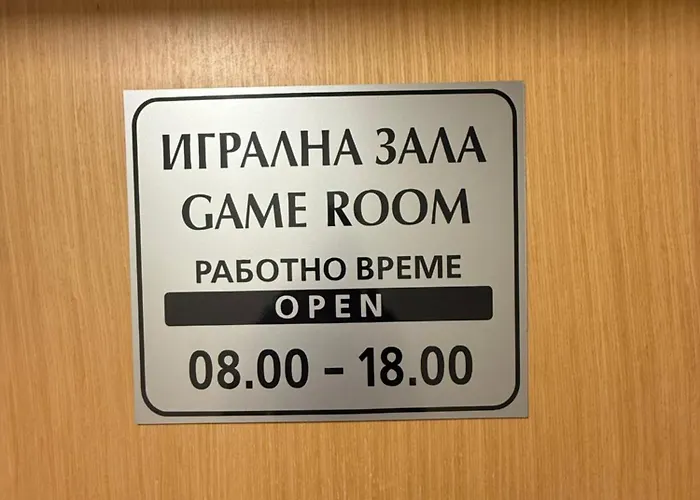 ИГРАЛНА ЗАЛА
GAME ROOM
РАБОТНО ВРЕМЕ
OPEN
08.00 – 18.00